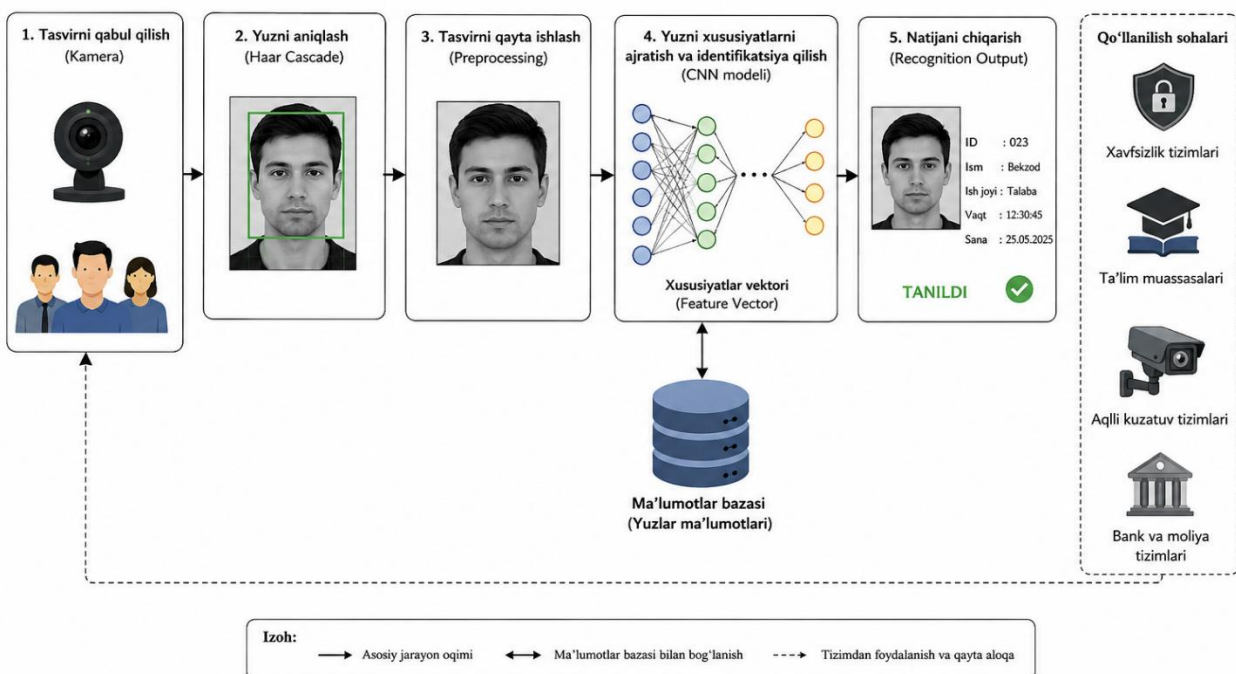 1. Tasvirni qabul qilish
(Kamera)
2. Yuzni aniqlash
(Haar Cascade)
3. Tasvirni qayta ishlash
(Preprocessing)
4. Yuzni xususiyatlarni
ajratish va identifikatsiya qilish
(CNN modeli)
Xususiyatlar vektori
(Feature Vector)
5. Natijani chiqarish
(Recognition Output)
ID : 023
Ism : Bekzod
Ish joyi : Talaba
Vaqt : 12:30:45
Sana : 25.05.2025
TANILDI
Ma’lumotlar bazasi
(Yuzlar ma’lumotlari)
Qo‘llanilish sohalari
Xavfsizlik tizimlari
Ta’lim muassasalari
Aqlli kuzatuv tizimlari
Bank va moliya
tizimlari
Izoh:
Asosiy jarayon oqimi
Ma’lumotlar bazasi bilan bog‘lanish
Tizimdan foydalanish va qayta aloqa